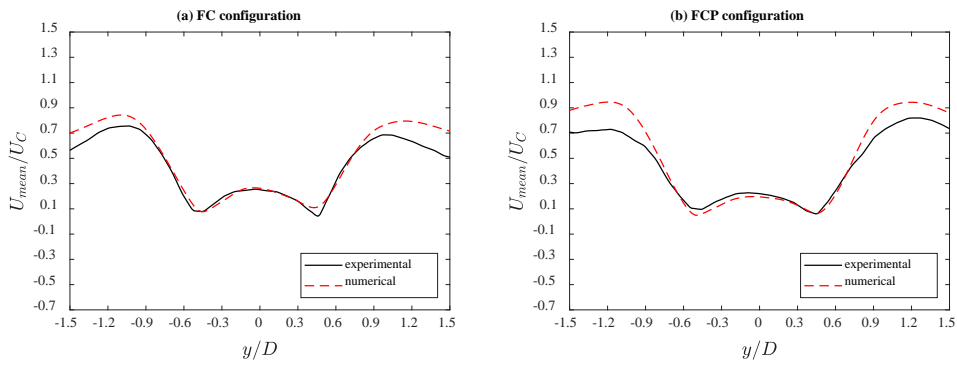 (a) FC configuration
1.5
1.3
1.1
0.9
0.7
0.5
0.3
0.1
-0.1
-0.3
-0.5
-0.7
U_mean/U_C
-1.5 -1.2 -0.9 -0.6 -0.3 0 0.3 0.6 0.9 1.2 1.5
y/D
experimental
numerical
(b) FCP configuration
1.5
1.3
1.1
0.9
0.7
0.5
0.3
0.1
-0.1
-0.3
-0.5
-0.7
U_mean/U_C
-1.5 -1.2 -0.9 -0.6 -0.3 0 0.3 0.6 0.9 1.2 1.5
y/D
experimental
numerical